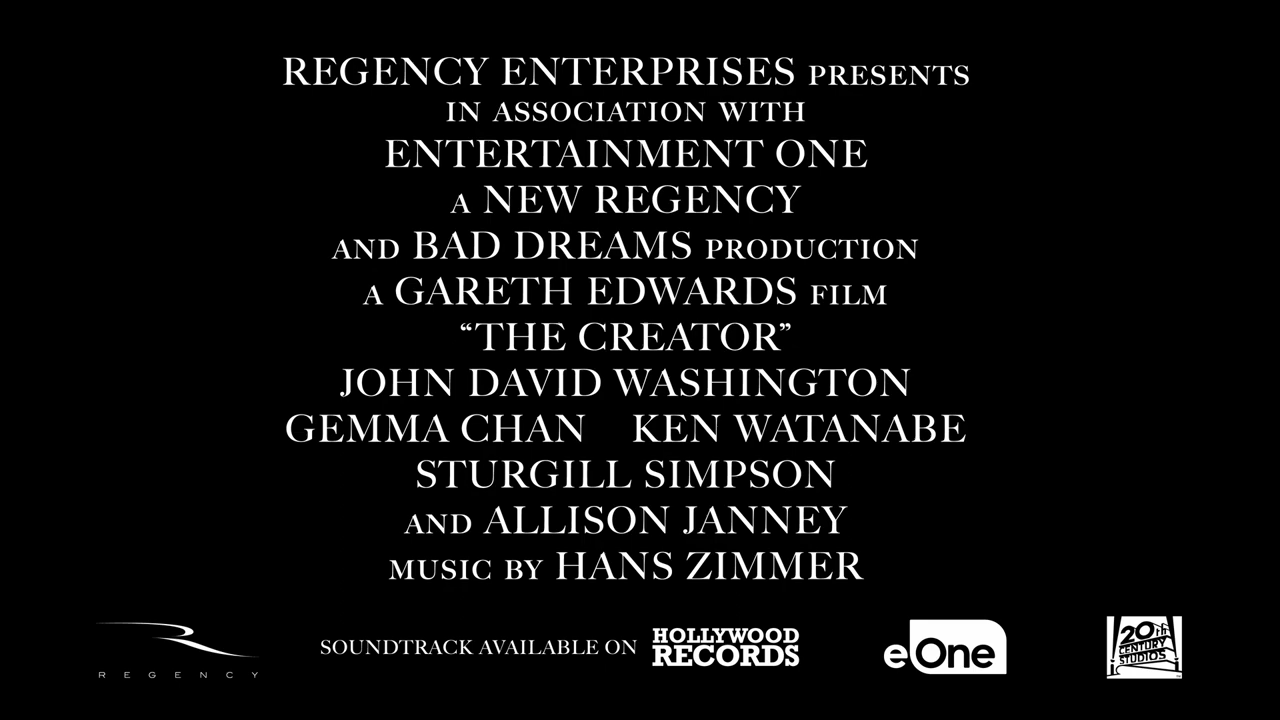 REGENCY ENTERPRISES PRESENTS
IN ASSOCIATION WITH
ENTERTAINMENT ONE
A NEW REGENCY
AND BAD DREAMS PRODUCTION
A GARETH EDWARDS FILM
“THE CREATOR”
JOHN DAVID WASHINGTON
GEMMA CHAN KEN WATANABE
STURGILL SIMPSON
AND ALLISON JANNEY
MUSIC BY HANS ZIMMER
REGENCY
SOUNDTRACK AVAILABLE ON
HOLLYWOOD
RECORDS
eOne
20th
CENTURY
STUDIOS